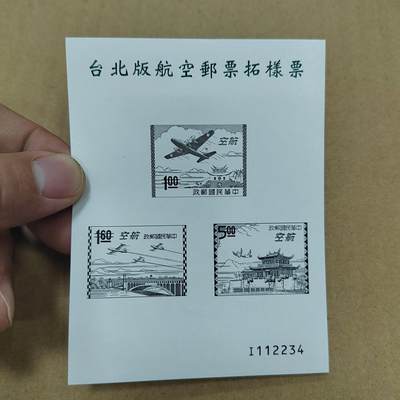 台北版航空郵票拓樣票
航空
1.00
中華民國郵政
1.60
中華民國郵政
航空
5.00
中華民國郵政
航空
I112234